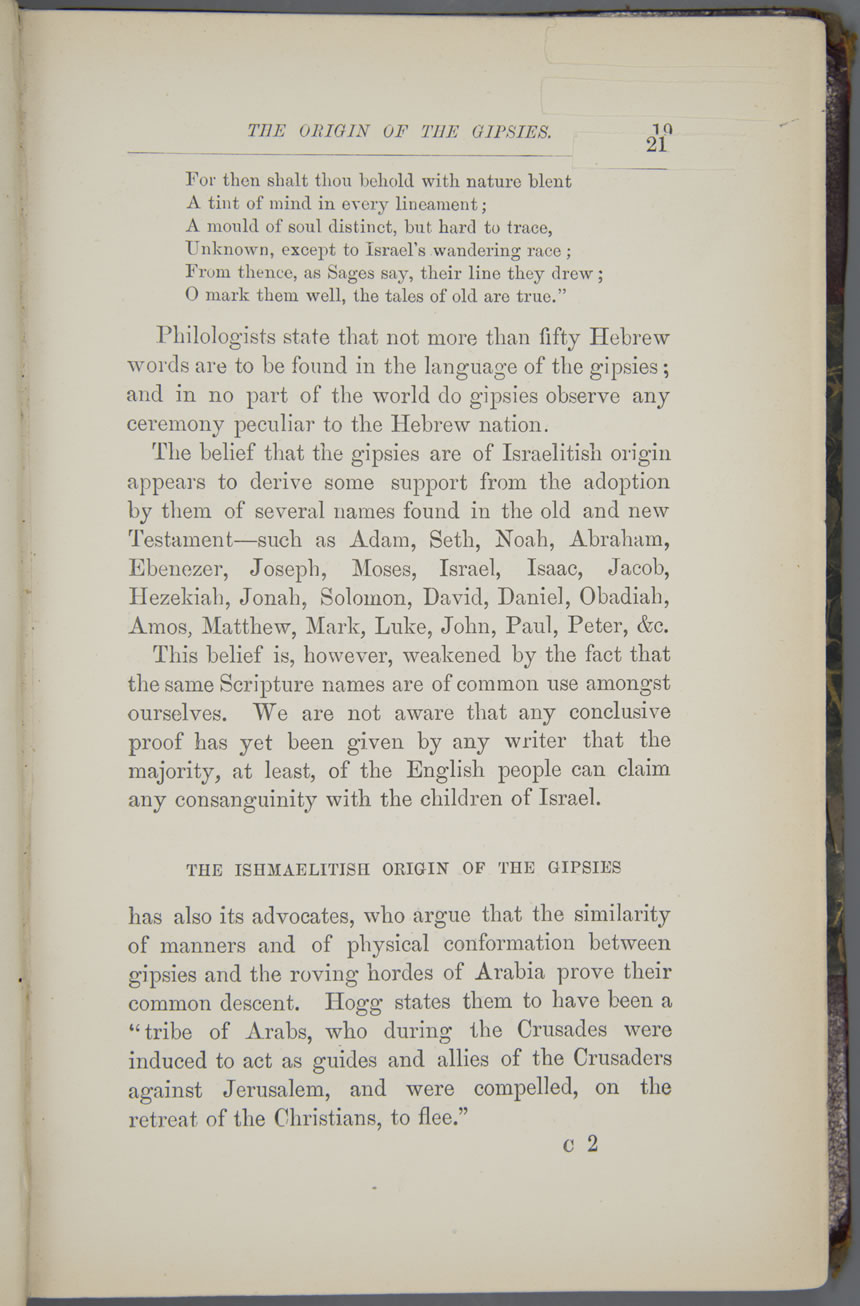 THE ORIGIN OF THE GIPSIES. 19
21
For then shalt thou behold with nature blent
A tint of mind in every lineament;
A mould of soul distinct, but hard to trace,
Unknown, except to Israel's wandering race;
From thence, as Sages say, their line they drew;
O mark them well, the tales of old are true.”
Philologists state that not more than fifty Hebrew
words are to be found in the language of the gipsies;
and in no part of the world do gipsies observe any
ceremony peculiar to the Hebrew nation.
The belief that the gipsies are of Israelitish origin
appears to derive some support from the adoption
by them of several names found in the old and new
Testament—such as Adam, Seth, Noah, Abraham,
Ebenezer, Joseph, Moses, Israel, Isaac, Jacob,
Hezekiah, Jonah, Solomon, David, Daniel, Obadiah,
Amos, Matthew, Mark, Luke, John, Paul, Peter, &c.
This belief is, however, weakened by the fact that
the same Scripture names are of common use amongst
ourselves. We are not aware that any conclusive
proof has yet been given by any writer that the
majority, at least, of the English people can claim
any consanguinity with the children of Israel.
THE ISHMAELITISH ORIGIN OF THE GIPSIES
has also its advocates, who argue that the similarity
of manners and of physical conformation between
gipsies and the roving hordes of Arabia prove their
common descent. Hogg states them to have been a
“tribe of Arabs, who during the Crusades were
induced to act as guides and allies of the Crusaders
against Jerusalem, and were compelled, on the
retreat of the Christians, to flee.”
C 2